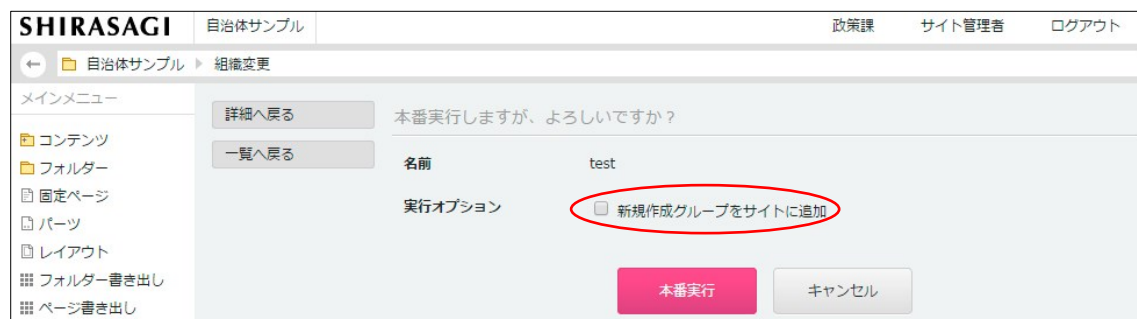 SHIRASAGI 自治体サンプル 政策課 サイト管理者 ログアウト
自治体サンプル 組織変更
メインメニュー
コンテンツ
フォルダー
固定ページ
パーツ
レイアウト
フォルダー書き出し
ページ書き出し
詳細へ戻る
一覧へ戻る
本番実行しますが、よろしいですか？
名前 test
実行オプション 新規作成グループをサイトに追加
本番実行 キャンセル